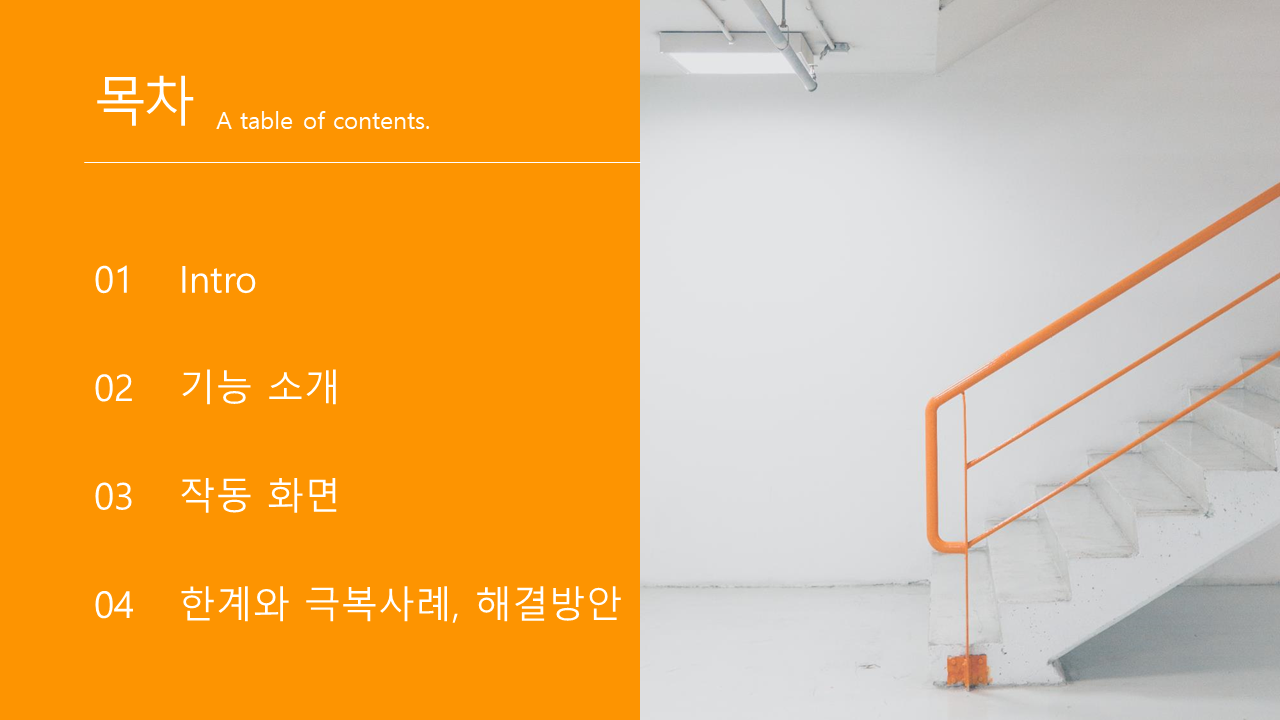 목차 A table of contents.
01 Intro
02 기능 소개
03 작동 화면
04 한계와 극복사례, 해결방안